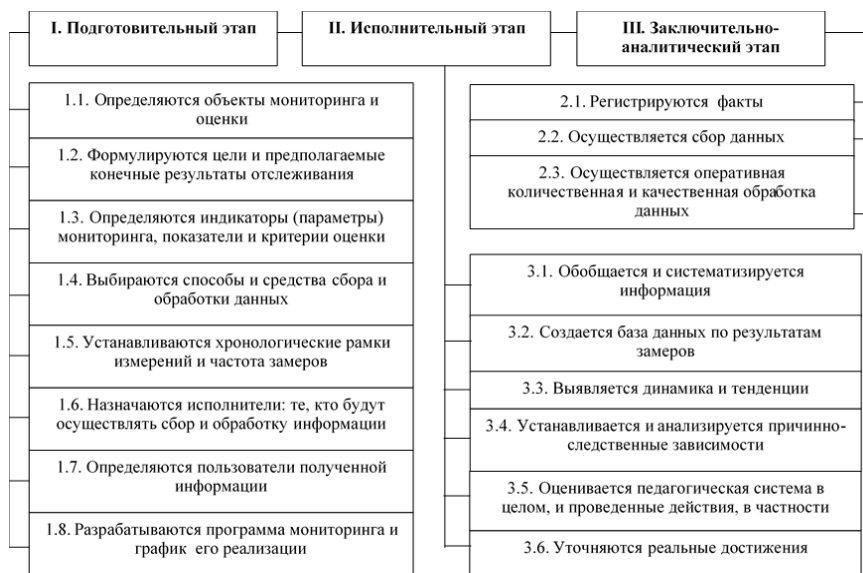 I. Подготовительный этап
II. Исполнительный этап
III. Заключительно-
аналитический этап
1.1. Определяются объекты мониторинга и
оценки
1.2. Формулируются цели и предполагаемые
конечные результаты отслеживания
1.3. Определяются индикаторы (параметры)
мониторинга, показатели и критерии оценки
1.4. Выбираются способы и средства сбора и
обработки данных
1.5. Устанавливаются хронологические рамки
измерений и частота замеров
1.6. Назначаются исполнители: те, кто будут
осуществлять сбор и обработку информации
1.7. Определяются пользователи полученной
информации
1.8. Разрабатываются программа мониторинга и
график его реализации
2.1. Регистрируются факты
2.2. Осуществляется сбор данных
2.3. Осуществляется оперативная
количественная и качественная обработка
данных
3.1. Обобщается и систематизируется
информация
3.2. Создается база данных по результатам
замеров
3.3. Выявляется динамика и тенденции
3.4. Устанавливается и анализируется причинно-
следственные зависимости
3.5. Оценивается педагогическая система в
целом, и проведенные действия, в частности
3.6. Уточняются реальные достижения